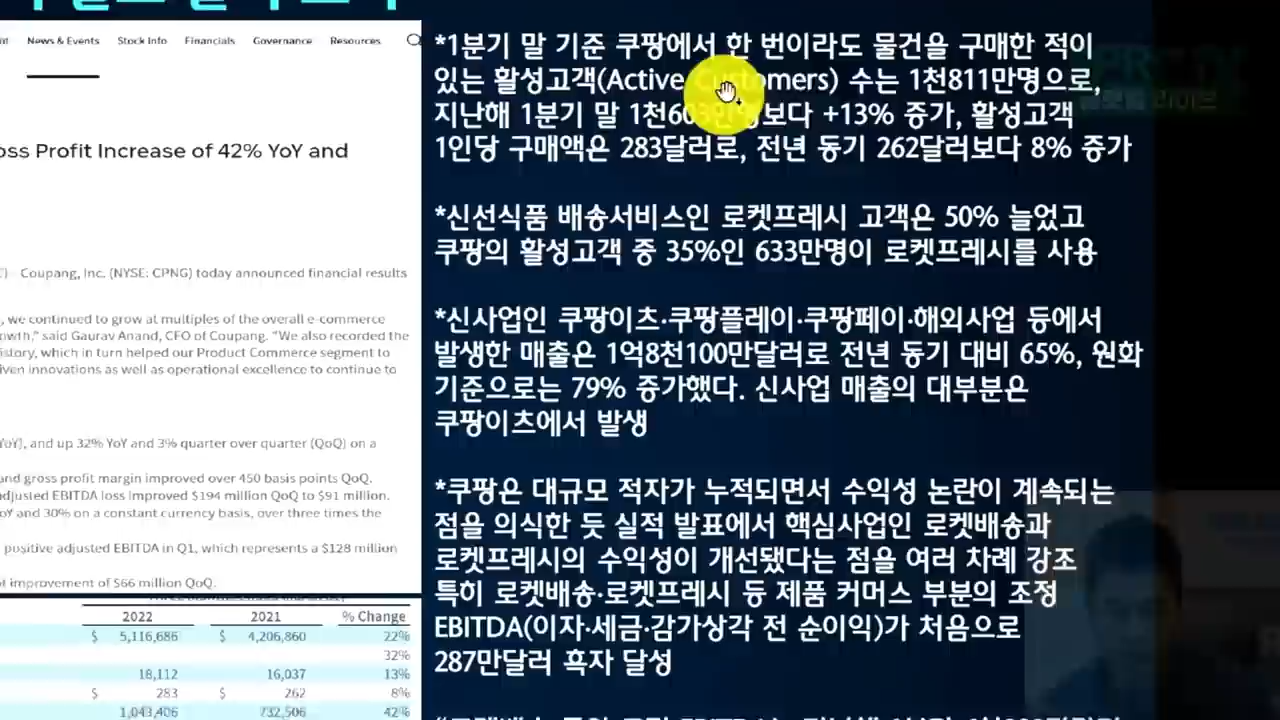 News & Events Stock Info Financials Governance Resources
oss Profit Increase of 42% YoY and
Coupang, Inc. (NYSE: CPNG) today announced financial results
, we continued to grow at multiples of the overall e-commerce
owth," said Gaurav Anand, CFO of Coupang. "We also recorded the
istory, which in turn helped our Product Commerce segment to
iven innovations as well as operational excellence to continue to
YoY), and up 32% YoY and 3% quarter over quarter (QoQ) on a
and gross profit margin improved over 450 basis points QoQ.
adjusted EBITDA loss improved $194 million QoQ to $91 million.
oY and 30% on a constant currency basis, over three times the
positive adjusted EBITDA in Q1, which represents a $128 million
improvement of $66 million QoQ.
2022 2021 % Change
$ 5,116,686 $ 4,206,860 22%
32%
18,112 16,037 13%
$ 283 $ 262 8%
1,043,406 732,506 42%
*1분기 말 기준 쿠팡에서 한 번이라도 물건을 구매한 적이
있는 활성고객(Active Customers) 수는 1천811만명으로,
지난해 1분기 말 1천603만명보다 +13% 증가, 활성고객
1인당 구매액은 283달러로, 전년 동기 262달러보다 8% 증가
*신선식품 배송서비스인 로켓프레시 고객은 50% 늘었고
쿠팡의 활성고객 중 35%인 633만명이 로켓프레시를 사용
*신사업인 쿠팡이츠·쿠팡플레이·쿠팡페이·해외사업 등에서
발생한 매출은 1억8천100만달러로 전년 동기 대비 65%, 원화
기준으로는 79% 증가했다. 신사업 매출의 대부분은
쿠팡이츠에서 발생
*쿠팡은 대규모 적자가 누적되면서 수익성 논란이 계속되는
점을 의식한 듯 실적 발표에서 핵심사업인 로켓배송과
로켓프레시의 수익성이 개선됐다는 점을 여러 차례 강조
특히 로켓배송·로켓프레시 등 제품 커머스 부분의 조정
EBITDA(이자·세금·감가상각 전 순이익)가 처음으로
287만달러 흑자 달성